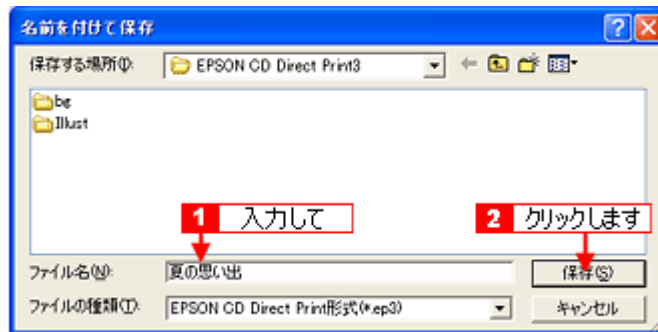 名前を付けて保存
保存する場所(I): EPSON CD Direct Print3
bg
Illust
1 入力して
2 クリックします
ファイル名(N): 夏の思い出 保存(S)
ファイルの種類(T): EPSON CD Direct Print形式(*.ep3) キャンセル